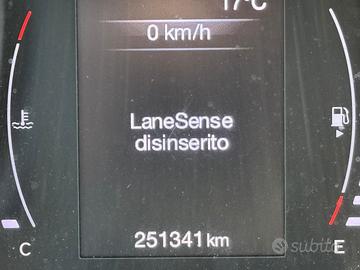 17°C
0 km/h
LaneSense
disinserito
C
251341 km
E
subito